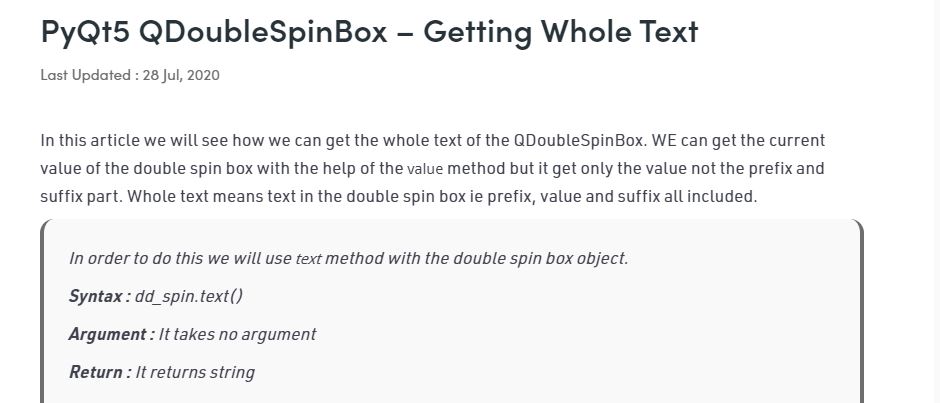 PyQt5 QDoubleSpinBox – Getting Whole Text
Last Updated : 28 Jul, 2020
In this article we will see how we can get the whole text of the QDoubleSpinBox. WE can get the current
value of the double spin box with the help of the value method but it get only the value not the prefix and
suffix part. Whole text means text in the double spin box ie prefix, value and suffix all included.
In order to do this we will use text method with the double spin box object.
Syntax : dd_spin.text()
Argument : It takes no argument
Return : It returns string